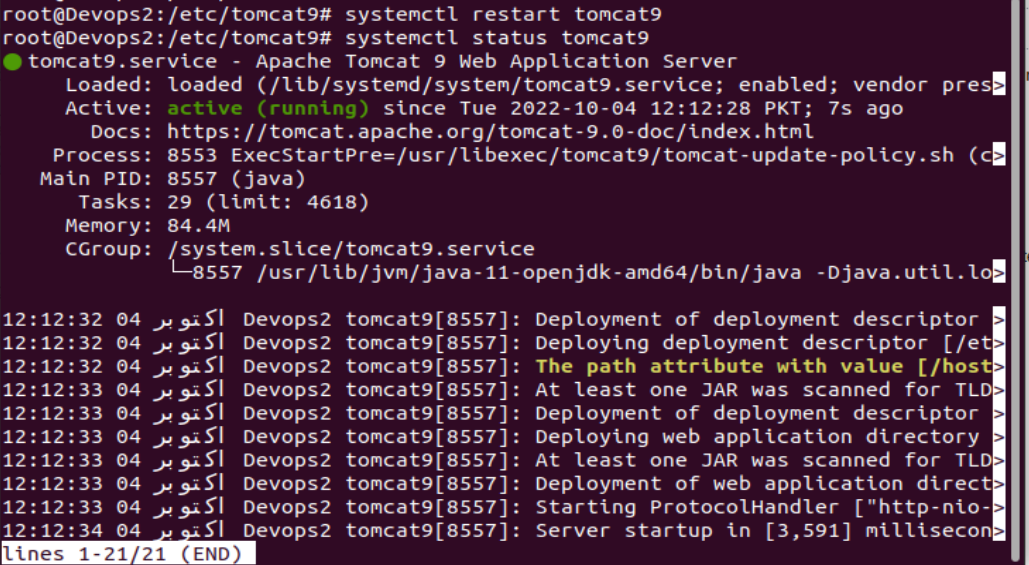 root@Devops2:/etc/tomcat9# systemctl restart tomcat9
root@Devops2:/etc/tomcat9# systemctl status tomcat9
● tomcat9.service - Apache Tomcat 9 Web Application Server
Loaded: loaded (/lib/systemd/system/tomcat9.service; enabled; vendor pres>
Active: active (running) since Tue 2022-10-04 12:12:28 PKT; 7s ago
Docs: https://tomcat.apache.org/tomcat-9.0-doc/index.html
Process: 8553 ExecStartPre=/usr/libexec/tomcat9/tomcat-update-policy.sh (c>
Main PID: 8557 (java)
Tasks: 29 (limit: 4618)
Memory: 84.4M
CGroup: /system.slice/tomcat9.service
└─8557 /usr/lib/jvm/java-11-openjdk-amd64/bin/java -Djava.util.lo>
12:12:32 04 اکتوبر Devops2 tomcat9[8557]: Deployment of deployment descriptor >
12:12:32 04 اکتوبر Devops2 tomcat9[8557]: Deploying deployment descriptor [/et>
12:12:32 04 اکتوبر Devops2 tomcat9[8557]: The path attribute with value [/host>
12:12:33 04 اکتوبر Devops2 tomcat9[8557]: At least one JAR was scanned for TLD>
12:12:33 04 اکتوبر Devops2 tomcat9[8557]: Deployment of deployment descriptor >
12:12:33 04 اکتوبر Devops2 tomcat9[8557]: Deploying web application directory >
12:12:33 04 اکتوبر Devops2 tomcat9[8557]: At least one JAR was scanned for TLD>
12:12:33 04 اکتوبر Devops2 tomcat9[8557]: Deployment of web application direct>
12:12:33 04 اکتوبر Devops2 tomcat9[8557]: Starting ProtocolHandler ["http-nio->
12:12:34 04 اکتوبر Devops2 tomcat9[8557]: Server startup in [3,591] millisecon>
lines 1-21/21 (END)